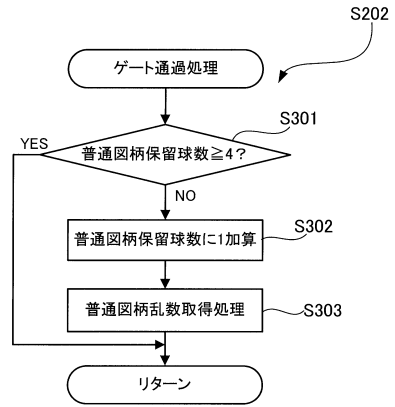 S202
ゲート通過処理
S301
普通図柄保留球数≧4?
YES
NO
普通図柄保留球数に1加算
S302
普通図柄乱数取得処理
S303
リターン